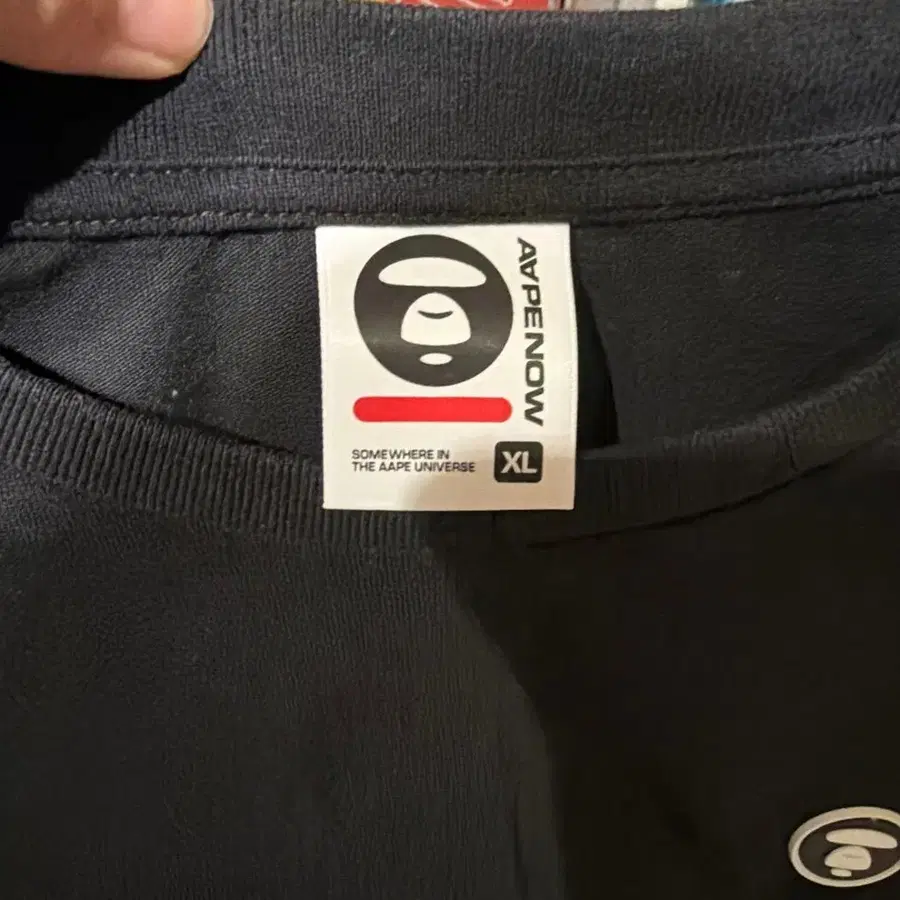 AAPE NOW
SOMEWHERE IN
THE AAPE UNIVERSE
XL